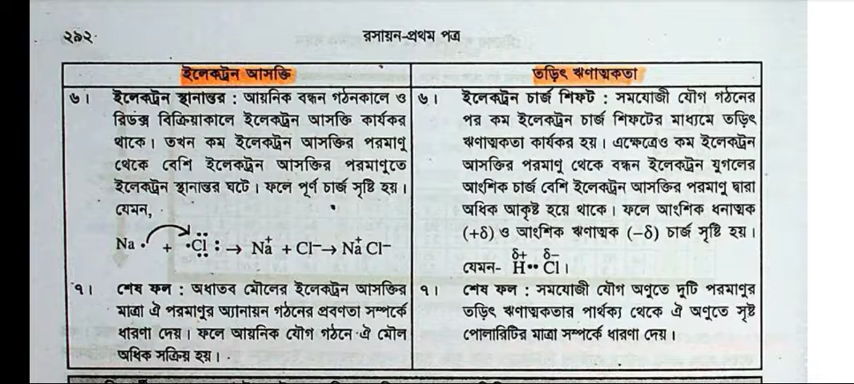 ২৯২
রসায়ন-প্রথম পত্র
ইলেকট্রন আসক্তি
৬। ইলেকট্রন স্থানান্তর : আয়নিক বন্ধন গঠনকালে ও
রিডক্স বিক্রিয়াকালে ইলেকট্রন আসক্তি কার্যকর
থাকে। তখন কম ইলেকট্রন আসক্তির পরমাণু
থেকে বেশি ইলেকট্রন আসক্তির পরমাণুতে
ইলেকট্রন স্থানান্তর ঘটে। ফলে পূর্ণ চার্জ সৃষ্টি হয়।
যেমন,
Na· + ·Cl: → Na⁺ + Cl⁻ → Na⁺Cl⁻
৭। শেষ ফল : অধাতব মৌলের ইলেকট্রন আসক্তির
মাত্রা ঐ পরমাণুর অ্যানায়ন গঠনের প্রবণতা সম্পর্কে
ধারণা দেয়। ফলে আয়নিক যৌগ গঠনে ঐ মৌল
অধিক সক্রিয় হয়।
তড়িৎ ঋণাত্মকতা
৬। ইলেকট্রন চার্জ শিফট : সমযোজী যৌগ গঠনের
পর কম ইলেকট্রন চার্জ শিফটের মাধ্যমে তড়িৎ
ঋণাত্মকতা কার্যকর হয়। এক্ষেত্রেও কম ইলেকট্রন
আসক্তির পরমাণু থেকে বন্ধন ইলেকট্রন যুগলের
আংশিক চার্জ বেশি ইলেকট্রন আসক্তির পরমাণু দ্বারা
অধিক আকৃষ্ট হয়ে থাকে। ফলে আংশিক ধনাত্মক
(+δ) ও আংশিক ঋণাত্মক (−δ) চার্জ সৃষ্টি হয়।
δ+ δ−
যেমন- H·· Cl।
৭। শেষ ফল : সমযোজী যৌগ অণুতে দুটি পরমাণুর
তড়িৎ ঋণাত্মকতার পার্থক্য থেকে ঐ অণুতে সৃষ্ট
পোলারিটির মাত্রা সম্পর্কে ধারণা দেয়।